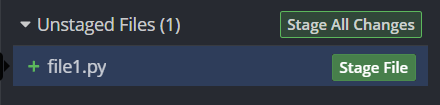 Unstaged Files (1) Stage All Changes
+ file1.py Stage File